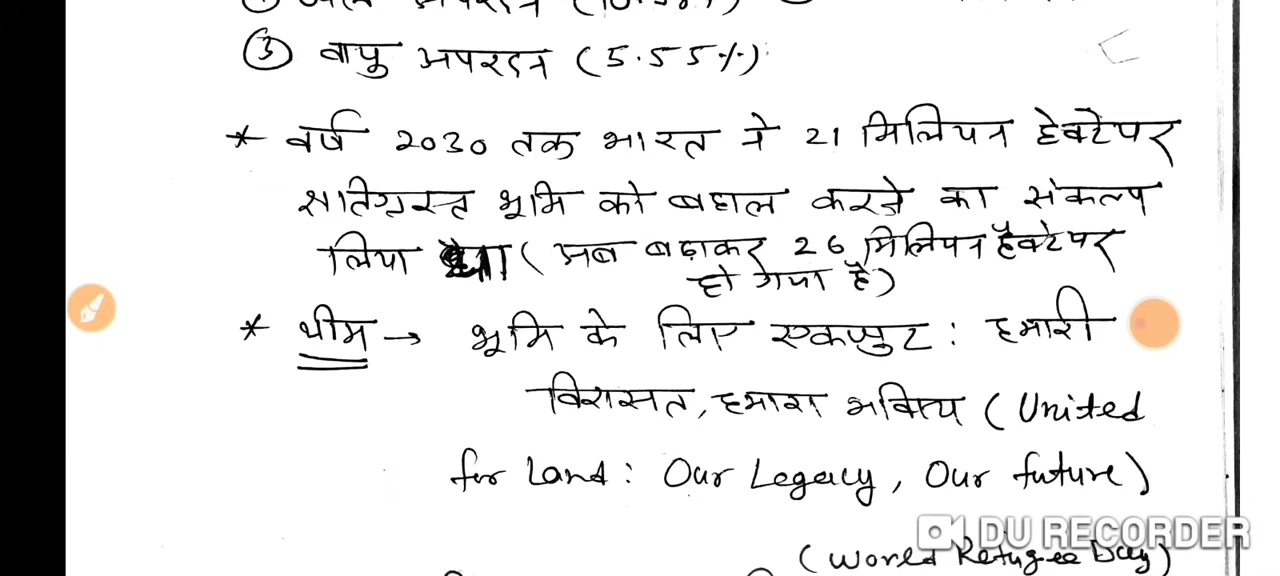 ③ वायु अपरदन (5.55%)
* वर्ष 2030 तक भारत ने 21 मिलियन हेक्टेयर
क्षतिग्रस्त भूमि को बहाल करने का संकल्प
लिया था (अब बढ़ाकर 26 मिलियन हैक्टेयर
हो गया है)
* थीम → भूमि के लिए एकजुट : हमारी
विरासत, हमारा भविष्य (United
for Land : Our Legacy, Our future)
DU RECORDER
(World Refugee Day)